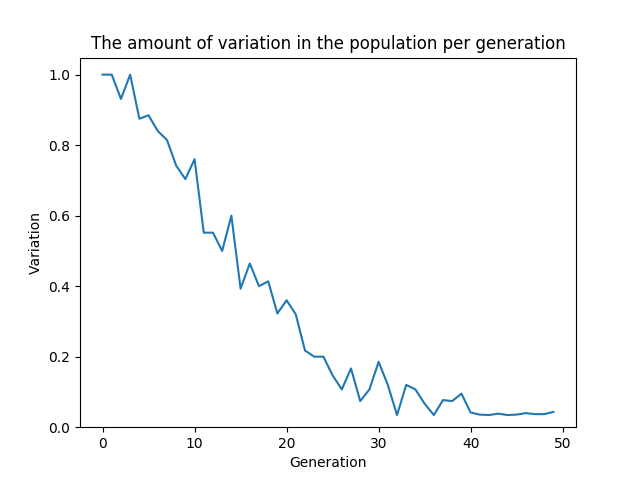 The amount of variation in the population per generation
1.0
0.8
0.6
0.4
0.2
0.0
Variation
0 10 20 30 40 50
Generation